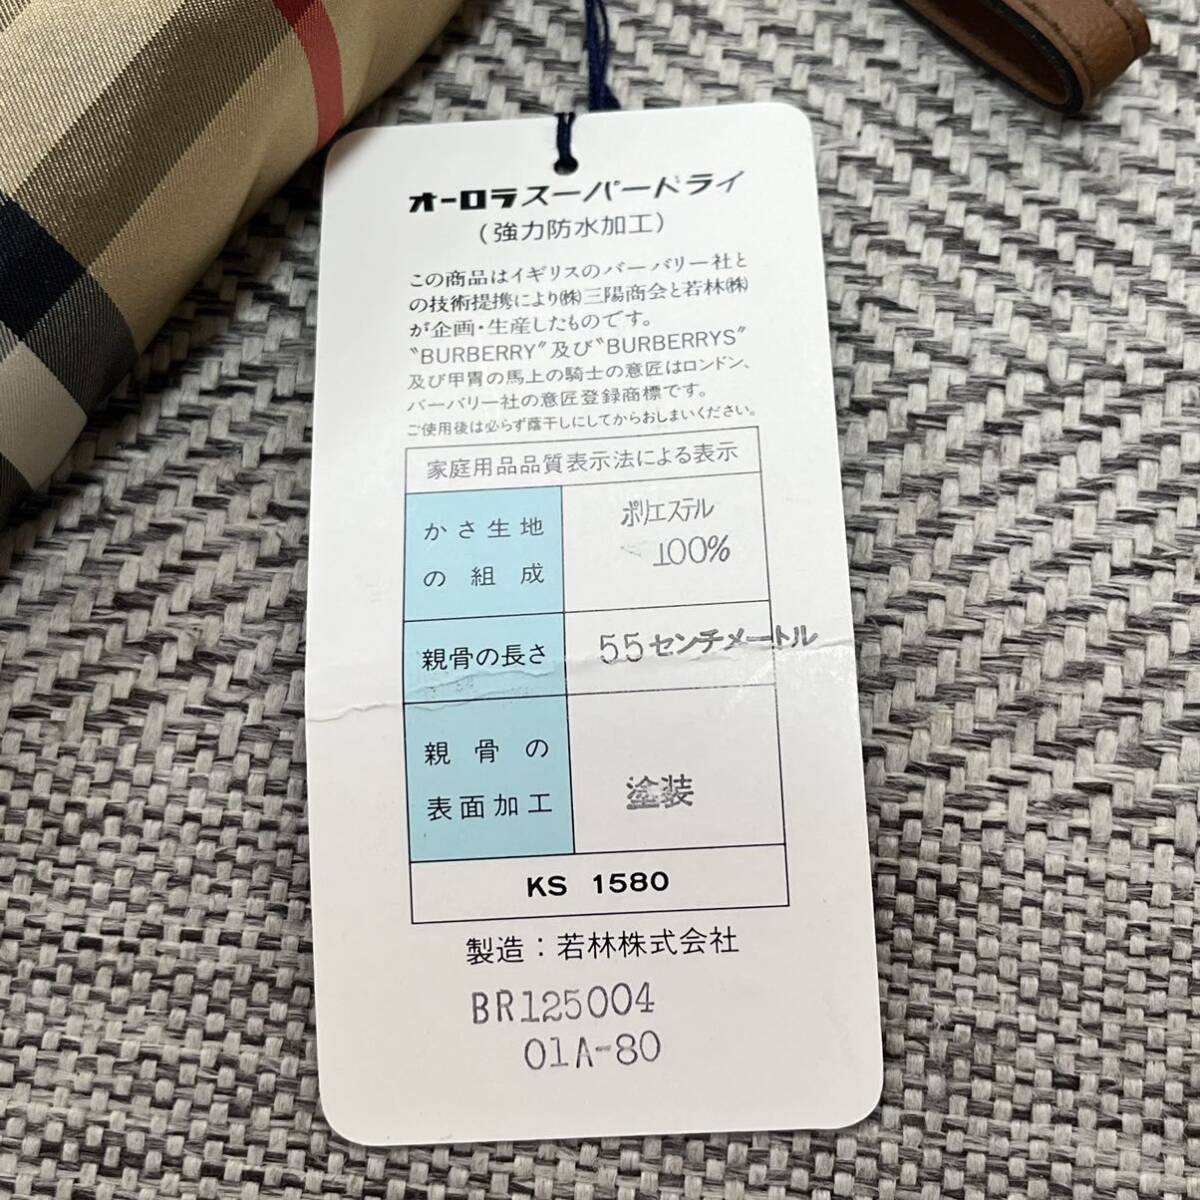 オーロラスーパードライ
（強力防水加工）
この商品はイギリスのバーバリー社と
の技術提携により㈱三陽商会と若林㈱
が企画・生産したものです。
〝BURBERRY〟及び〝BURBERRYS〟
及び甲冑の馬上の騎士の意匠はロンドン、
バーバリー社の意匠登録商標です。
ご使用後は必らず蔭干しにしてからおしまいください。
家庭用品品質表示法による表示
かさ生地
の組成
ポリエステル
100%
親骨の長さ
55センチメートル
親骨の
表面加工
塗装
KS 1580
製造：若林株式会社
BR125004
01A-80